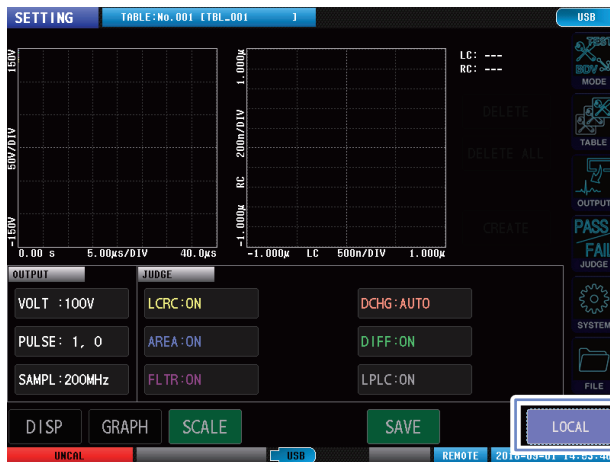 SETTING TABLE:No.001 [TBL_001 ] USB
150V
50V/DIV
-150V
0.00 s 5.00µs/DIV 40.0µs
1.000µ
200n/DIV
RC
-1.000µ
-1.000µ LC 500n/DIV 1.000µ
LC: ---
RC: ---
DELETE
DELETE ALL
CREATE
TEST
BDV
MODE
TABLE
OUTPUT
PASS
FAIL
JUDGE
SYSTEM
FILE
OUTPUT JUDGE
VOLT :100V LCRC:ON DCHG:AUTO
PULSE: 1, 0 AREA:ON DIFF:ON
SAMPL:200MHz FLTR:ON LPLC:ON
DISP GRAPH SCALE SAVE LOCAL
UNCAL USB REMOTE